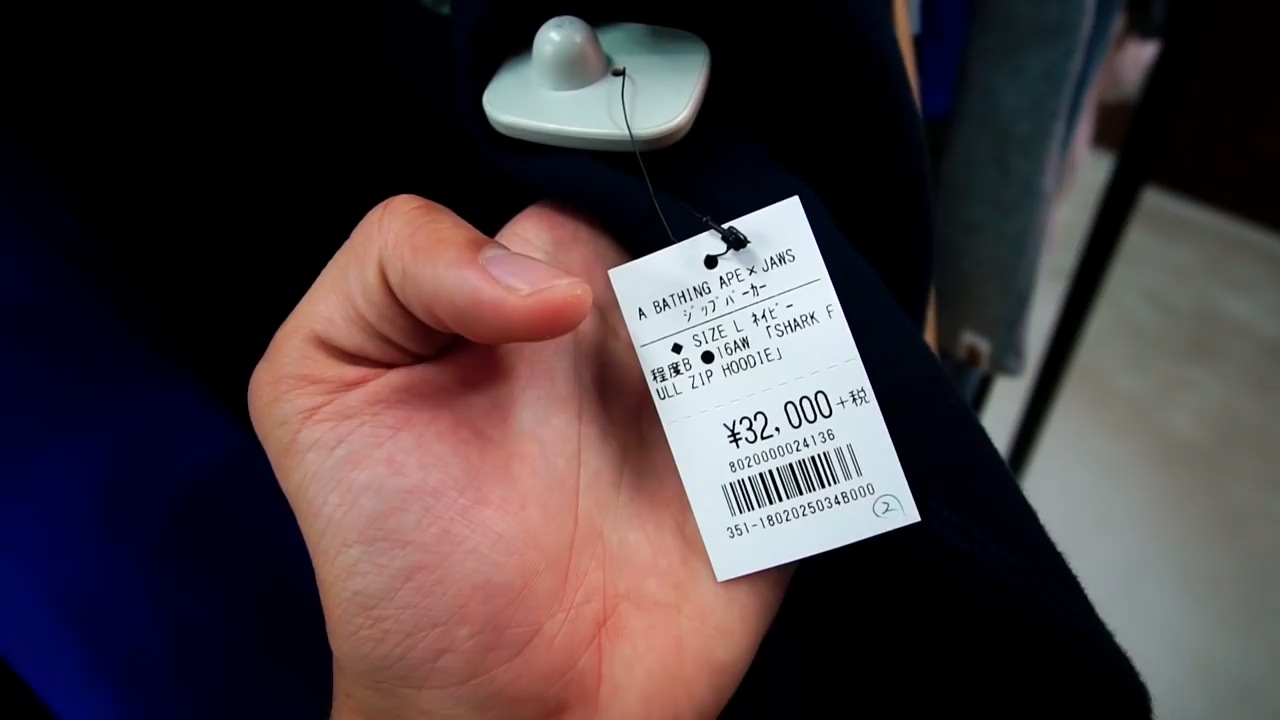 A BATHING APE×JAWS
ジップパーカー
◆ SIZE L ネイビー
程度B ●16AW 「SHARK F
ULL ZIP HOODIE」
¥32,000+税
8020000024136
351-1802025034B000
②